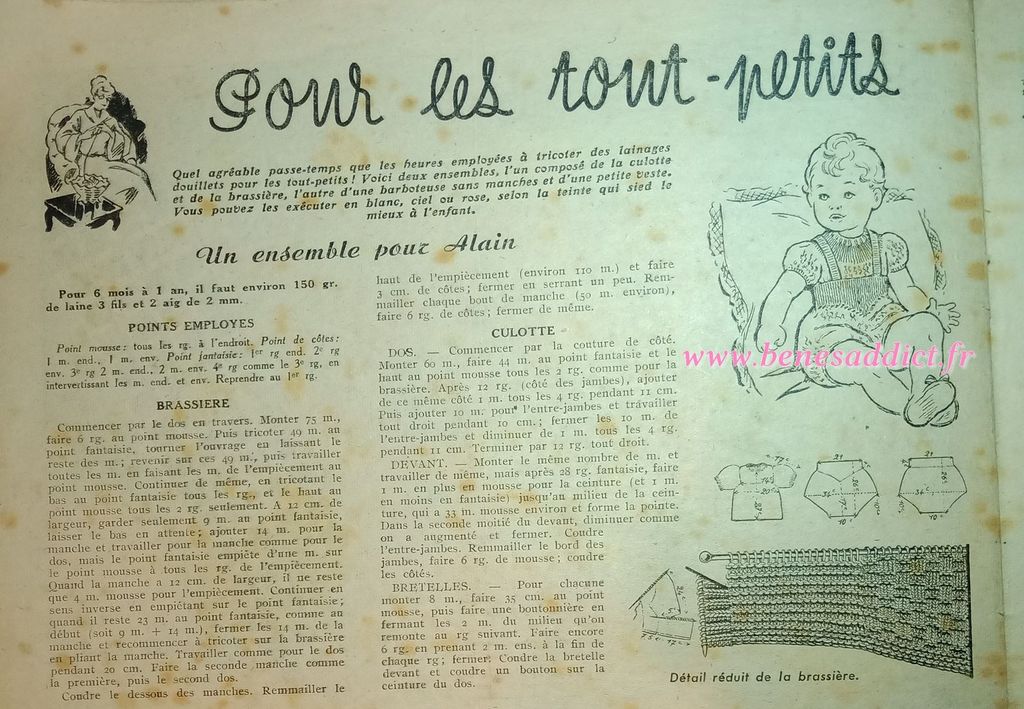 Pour les tout-petits
Quel agréable passe-temps que les heures employées à tricoter des lainages
douillets pour les tout-petits ! Voici deux ensembles, l'un composé de la culotte
et de la brassière, l'autre d'une barboteuse sans manches et d'une petite veste.
Vous pouvez les exécuter en blanc, ciel ou rose, selon la teinte qui sied le
mieux à l'enfant.
Un ensemble pour Alain
Pour 6 mois à 1 an, il faut environ 150 gr.
de laine 3 fils et 2 aig de 2 mm.
POINTS EMPLOYES
Point mousse : tous les rg. à l'endroit. Point de côtes :
1 m. end., 1 m. env. Point fantaisie : 1er rg end. 2e rg
env. 3e rg 2 m. end., 2 m. env. 4e rg comme le 3e rg, en
intervertissant les m. end. et env. Reprendre au 1er rg.
BRASSIERE
Commencer par le dos en travers. Monter 75 m.,
faire 6 rg. au point mousse. Puis tricoter 49 m. au
point fantaisie, tourner l'ouvrage en laissant le
reste des m. ; revenir sur ces 49 m., puis travailler
toutes les m. en faisant les m. de l'empiècement au
point mousse. Continuer de même, en tricotant le
bas au point fantaisie tous les rg., et le haut au
point mousse tous les 2 rg. seulement. A 12 cm. de
largeur, garder seulement 9 m. au point fantaisie,
laisser le bas en attente ; ajouter 14 m. pour la
manche et travailler pour la manche comme pour le
dos, mais le point fantaisie empiète d'une m. sur
le point mousse à tous les rg. de l'empiècement.
Quand la manche a 12 cm. de largeur, il ne reste
que 4 m. mousse pour l'empiècement. Continuer en
sens inverse en empiétant sur le point fantaisie ;
quand il reste 23 m. au point fantaisie, comme au
début (soit 9 m. + 14 m.), fermer les 14 m. de la
manche et recommencer à tricoter sur la brassière
en pliant la manche. Travailler comme pour le dos
pendant 20 cm. Faire la seconde manche comme
la première, puis le second dos.
Coudre le dessous des manches. Remmailler le
haut de l'empiècement (environ 110 m.) et faire
3 cm. de côtes ; fermer en serrant un peu. Rem-
mailler chaque bout de manche (50 m. environ),
faire 6 rg. de côtes ; fermer de même.
CULOTTE
DOS. — Commencer par la couture de côté.
Monter 60 m., faire 44 m. au point fantaisie et le
haut au point mousse tous les 2 rg. comme pour la
brassière. Après 12 rg. (côté des jambes), ajouter
de ce même côté 1 m. tous les 4 rg. pendant 11 cm.
Puis ajouter 10 m. pour l'entre-jambes et travailler
tout droit pendant 10 cm. ; fermer les 10 m. de
l'entre-jambes et diminuer de 1 m. tous les 4 rg.
pendant 11 cm. Terminer par 12 rg. tout droit.
DEVANT. — Monter le même nombre de m. et
travailler de même, mais après 28 rg. fantaisie, faire
1 m. en plus en mousse pour la ceinture (et 1 m.
en moins en fantaisie) jusqu'au milieu de la cein-
ture, qui a 33 m. mousse environ et forme la pointe.
Dans la seconde moitié du devant, diminuer comme
on a augmenté et fermer. Coudre
l'entre-jambes. Remmailler le bord des
jambes, faire 6 rg. de mousse ; coudre
les côtés.
BRETELLES. — Pour chacune
monter 8 m., faire 35 cm. au point
mousse, puis faire une boutonnière en
fermant les 2 m. du milieu qu'on
remonte au rg suivant. Faire encore
6 rg. en prenant 2 m. ens. à la fin de
chaque rg ; fermer. Coudre la bretelle
devant et coudre un bouton sur la
ceinture du dos.
www.benesaddict.fr
Détail réduit de la brassière.